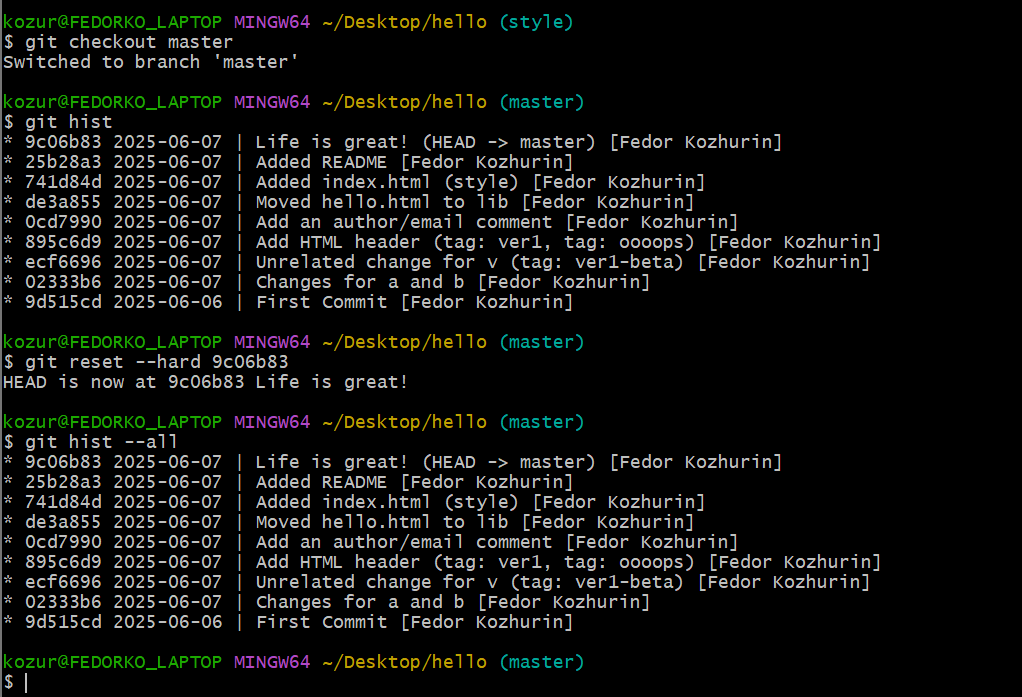 kozur@FEDORKO_LAPTOP MINGW64 ~/Desktop/hello (style)
$ git checkout master
Switched to branch 'master'
kozur@FEDORKO_LAPTOP MINGW64 ~/Desktop/hello (master)
$ git hist
* 9c06b83 2025-06-07 | Life is great! (HEAD -> master) [Fedor Kozhurin]
* 25b28a3 2025-06-07 | Added README [Fedor Kozhurin]
* 741d84d 2025-06-07 | Added index.html (style) [Fedor Kozhurin]
* de3a855 2025-06-07 | Moved hello.html to lib [Fedor Kozhurin]
* 0cd7990 2025-06-07 | Add an author/email comment [Fedor Kozhurin]
* 895c6d9 2025-06-07 | Add HTML header (tag: ver1, tag: oooops) [Fedor Kozhurin]
* ecf6696 2025-06-07 | Unrelated change for v (tag: ver1-beta) [Fedor Kozhurin]
* 02333b6 2025-06-07 | Changes for a and b [Fedor Kozhurin]
* 9d515cd 2025-06-06 | First Commit [Fedor Kozhurin]
kozur@FEDORKO_LAPTOP MINGW64 ~/Desktop/hello (master)
$ git reset --hard 9c06b83
HEAD is now at 9c06b83 Life is great!
kozur@FEDORKO_LAPTOP MINGW64 ~/Desktop/hello (master)
$ git hist --all
* 9c06b83 2025-06-07 | Life is great! (HEAD -> master) [Fedor Kozhurin]
* 25b28a3 2025-06-07 | Added README [Fedor Kozhurin]
* 741d84d 2025-06-07 | Added index.html (style) [Fedor Kozhurin]
* de3a855 2025-06-07 | Moved hello.html to lib [Fedor Kozhurin]
* 0cd7990 2025-06-07 | Add an author/email comment [Fedor Kozhurin]
* 895c6d9 2025-06-07 | Add HTML header (tag: ver1, tag: oooops) [Fedor Kozhurin]
* ecf6696 2025-06-07 | Unrelated change for v (tag: ver1-beta) [Fedor Kozhurin]
* 02333b6 2025-06-07 | Changes for a and b [Fedor Kozhurin]
* 9d515cd 2025-06-06 | First Commit [Fedor Kozhurin]
kozur@FEDORKO_LAPTOP MINGW64 ~/Desktop/hello (master)
$